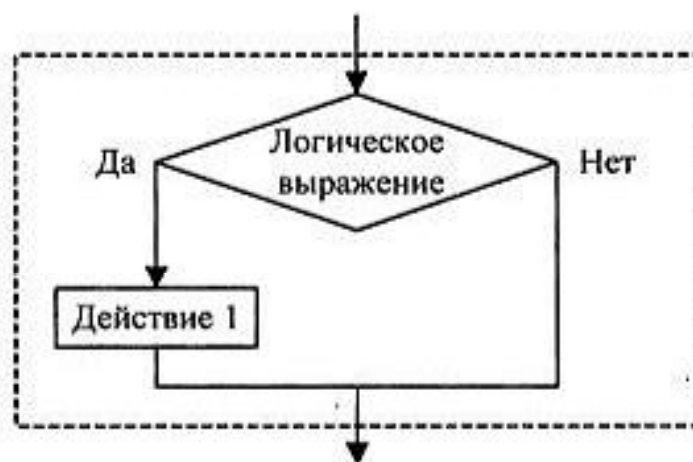 Логическое
выражение
Да
Нет
Действие 1